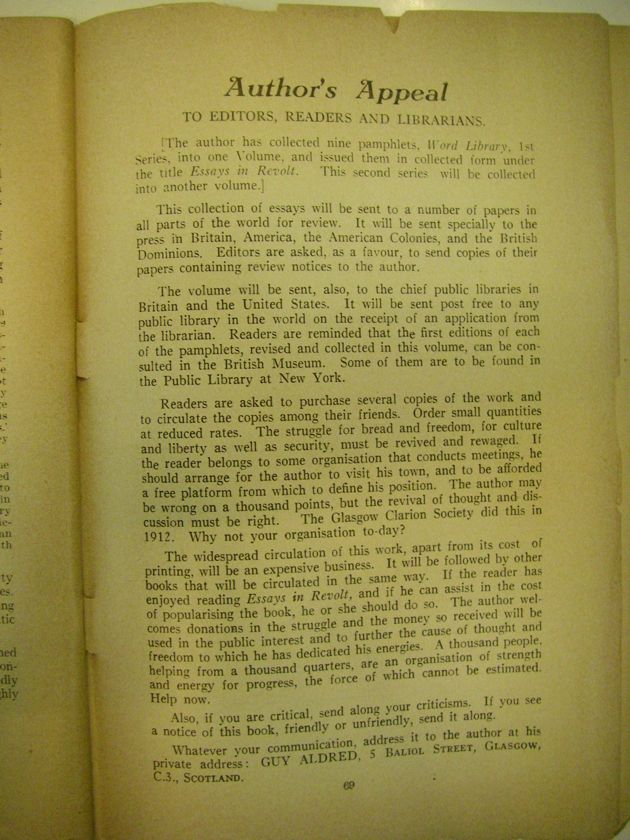 Author's Appeal
TO EDITORS, READERS AND LIBRARIANS.
[The author has collected nine pamphlets, Word Library, 1st
Series, into one Volume, and issued them in collected form under
the title Essays in Revolt. This second series will be collected
into another volume.]
This collection of essays will be sent to a number of papers in
all parts of the world for review. It will be sent specially to the
press in Britain, America, the American Colonies, and the British
Dominions. Editors are asked, as a favour, to send copies of their
papers containing review notices to the author.
The volume will be sent, also, to the chief public libraries in
Britain and the United States. It will be sent post free to any
public library in the world on the receipt of an application from
the librarian. Readers are reminded that the first editions of each
of the pamphlets, revised and collected in this volume, can be con-
sulted in the British Museum. Some of them are to be found in
the Public Library at New York.
Readers are asked to purchase several copies of the work and
to circulate the copies among their friends. Order small quantities
at reduced rates. The struggle for bread and freedom, for culture
and liberty as well as security, must be revived and rewaged. If
the reader belongs to some organisation that conducts meetings, he
should arrange for the author to visit his town, and to be afforded
a free platform from which to define his position. The author may
be wrong on a thousand points, but the revival of thought and dis-
cussion must be right. The Glasgow Clarion Society did this in
1912. Why not your organisation to-day?
The widespread circulation of this work, apart from its cost of
printing, will be an expensive business. It will be followed by other
books that will be circulated in the same way. If the reader has
enjoyed reading Essays in Revolt, and if he can assist in the cost
of popularising the book, he or she should do so. The author wel-
comes donations in the struggle and the money so received will be
used in the public interest and to further the cause of thought and
freedom to which he has dedicated his energies. A thousand people,
helping from a thousand quarters, are an organisation of strength
and energy for progress, the force of which cannot be estimated.
Help now.
Also, if you are critical, send along your criticisms. If you see
a notice of this book, friendly or unfriendly, send it along.
Whatever your communication, address it to the author at his
private address: GUY ALDRED, 5 BALIOL STREET, GLASGOW,
C.3., SCOTLAND.
69